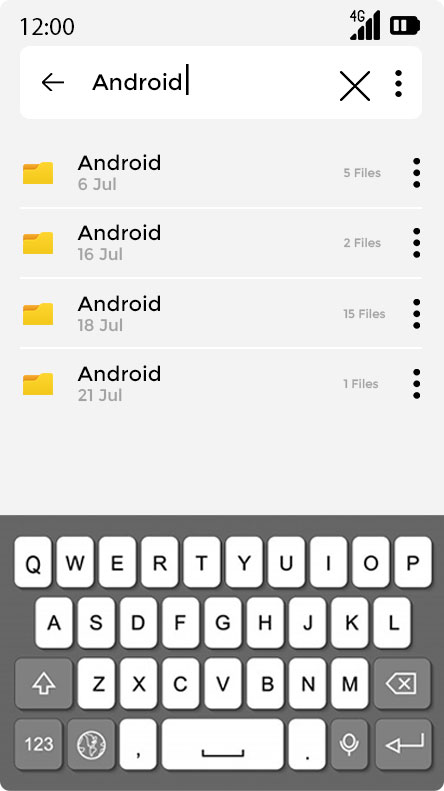 12:00 4G
Android
Android
6 Jul 5 Files
Android
16 Jul 2 Files
Android
18 Jul 15 Files
Android
21 Jul 1 Files
Q W E R T Y U I O P
A S D F G H J K L
Z X C V B N M
123 , .